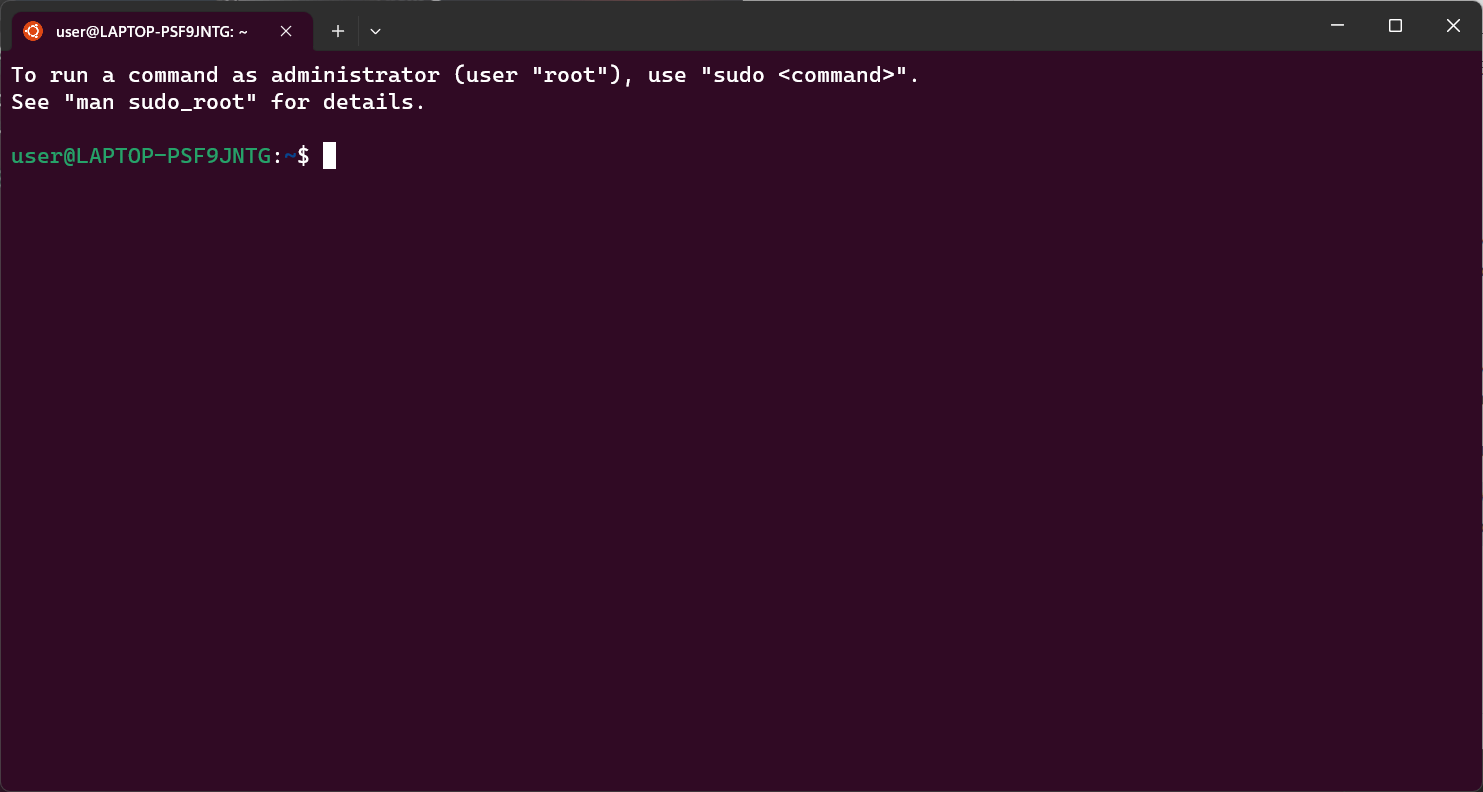 user@LAPTOP-PSF9JNTG: ~
To run a command as administrator (user "root"), use "sudo <command>".
See "man sudo_root" for details.
user@LAPTOP-PSF9JNTG:~$